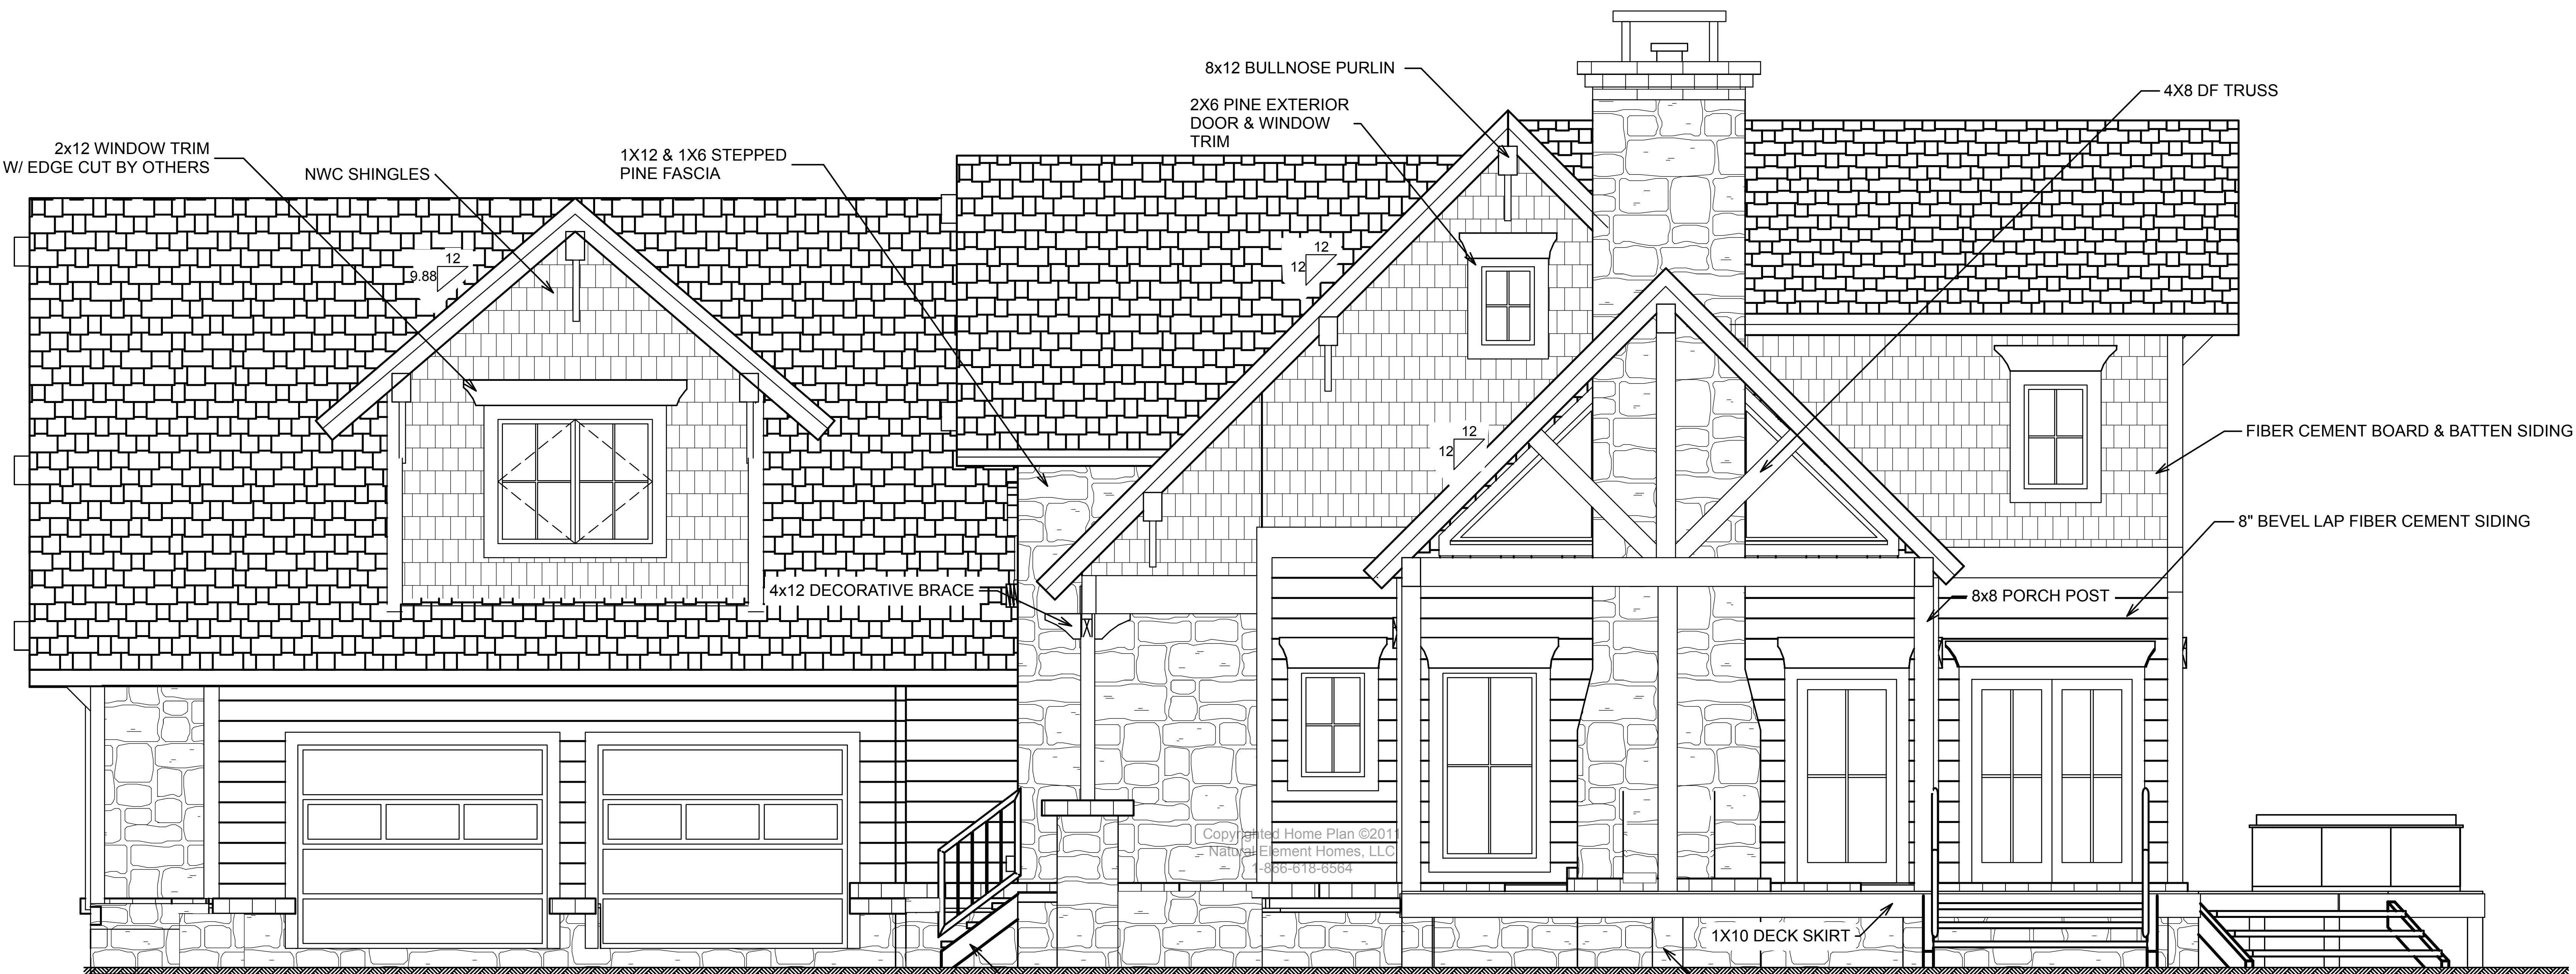 8x12 BULLNOSE PURLIN
2X6 PINE EXTERIOR
DOOR & WINDOW
TRIM
4X8 DF TRUSS
2x12 WINDOW TRIM
W/ EDGE CUT BY OTHERS
NWC SHINGLES
1X12 & 1X6 STEPPED
PINE FASCIA
12
9.88
12
12
12
12
FIBER CEMENT BOARD & BATTEN SIDING
8" BEVEL LAP FIBER CEMENT SIDING
4x12 DECORATIVE BRACE
8x8 PORCH POST
Copyrighted Home Plan ©2011
Natural Element Homes, LLC
1-866-618-6564
1X10 DECK SKIRT